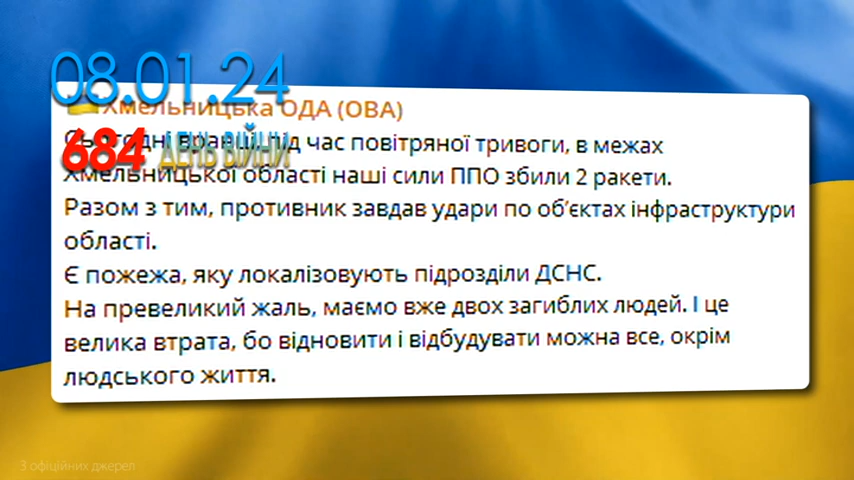 08.01.24
Хмельницька ОДА (ОВА)
684 ДЕНЬ ВІЙНИ
Сьогодні вранці, під час повітряної тривоги, в межах
Хмельницької області наші сили ППО збили 2 ракети.
Разом з тим, противник завдав удари по об’єктах інфраструктури
області.
Є пожежа, яку локалізовують підрозділи ДСНС.
На превеликий жаль, маємо вже двох загиблих людей. І це
велика втрата, бо відновити і відбудувати можна все, окрім
людського життя.
З офіційних джерел